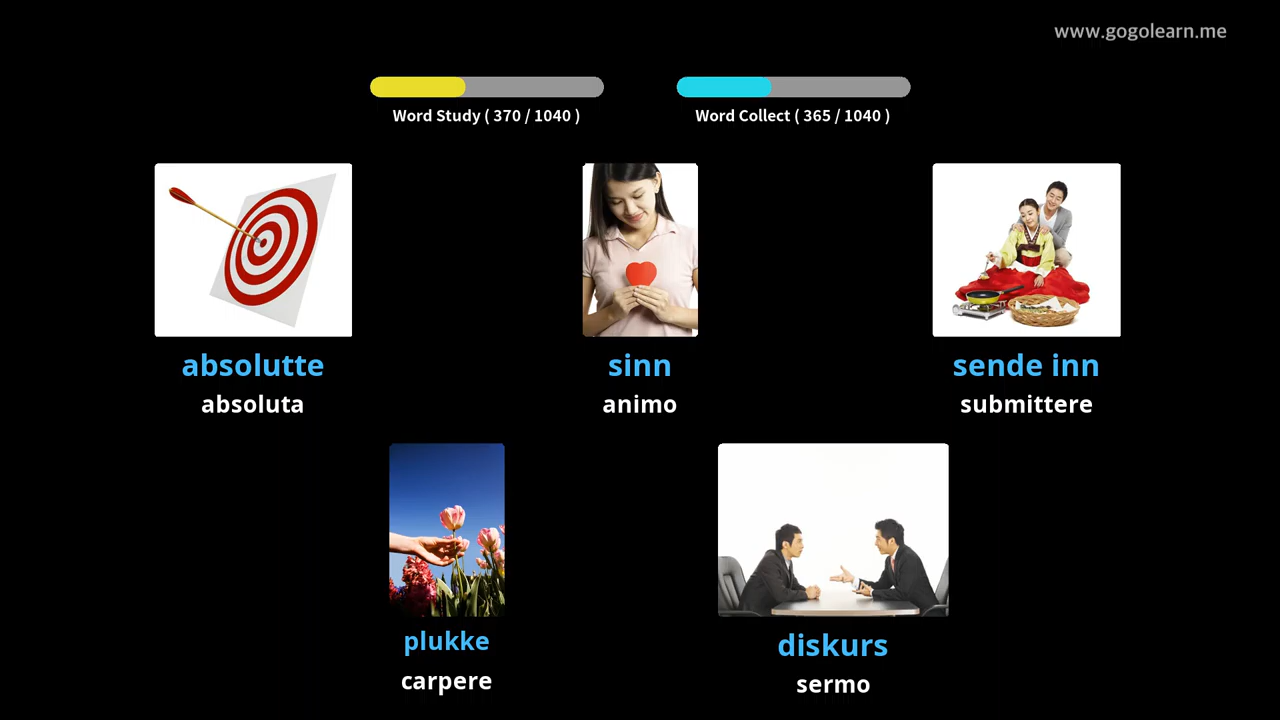 www.gogolearn.me
Word Study ( 370 / 1040 )
Word Collect ( 365 / 1040 )
absolutte
absoluta
sinn
animo
sende inn
submittere
plukke
carpere
diskurs
sermo